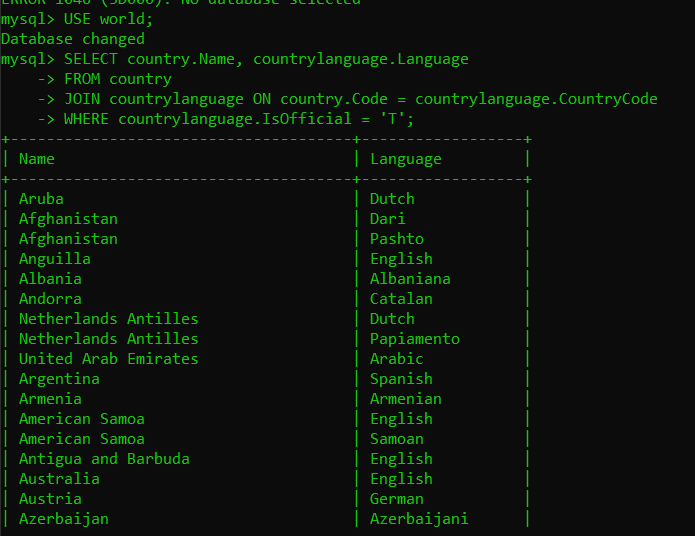 ERROR 1046 (3D000): No database selected
mysql> USE world;
Database changed
mysql> SELECT country.Name, countrylanguage.Language
    -> FROM country
    -> JOIN countrylanguage ON country.Code = countrylanguage.CountryCode
    -> WHERE countrylanguage.IsOfficial = 'T';
+--------------------------------------+------------------+
| Name                                 | Language         |
+--------------------------------------+------------------+
| Aruba                                | Dutch            |
| Afghanistan                          | Dari             |
| Afghanistan                          | Pashto           |
| Anguilla                             | English          |
| Albania                              | Albaniana        |
| Andorra                              | Catalan          |
| Netherlands Antilles                 | Dutch            |
| Netherlands Antilles                 | Papiamento       |
| United Arab Emirates                 | Arabic           |
| Argentina                            | Spanish          |
| Armenia                              | Armenian         |
| American Samoa                       | English          |
| American Samoa                       | Samoan           |
| Antigua and Barbuda                  | English          |
| Australia                            | English          |
| Austria                              | German           |
| Azerbaijan                           | Azerbaijani      |